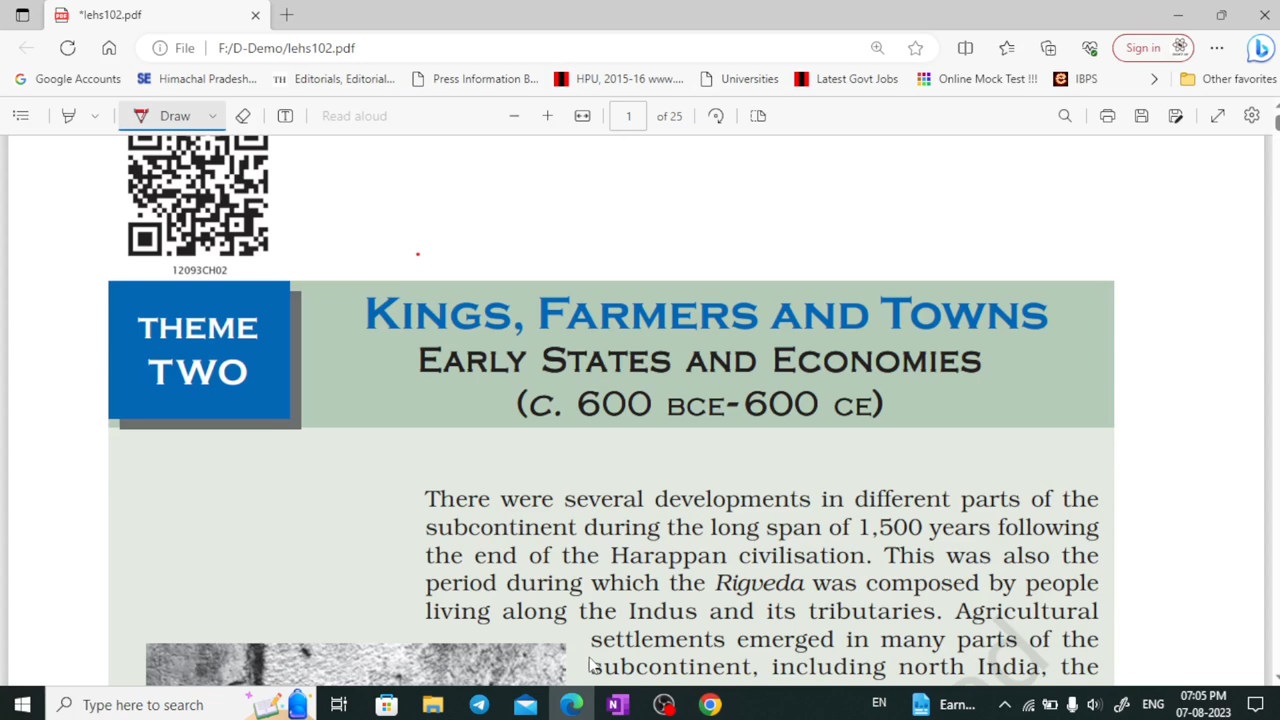 *lehs102.pdf
File F:/D-Demo/lehs102.pdf
Sign in
Google Accounts
Himachal Pradesh...
Editorials, Editorial...
Press Information B...
HPU, 2015-16 www....
Universities
Latest Govt Jobs
Online Mock Test !!!
IBPS
Other favorites
Draw
Read aloud
1 of 25
12093CH02
THEME
TWO
KINGS, FARMERS AND TOWNS
EARLY STATES AND ECONOMIES
(C. 600 BCE-600 CE)
There were several developments in different parts of the
subcontinent during the long span of 1,500 years following
the end of the Harappan civilisation. This was also the
period during which the Rigveda was composed by people
living along the Indus and its tributaries. Agricultural
settlements emerged in many parts of the
subcontinent, including north India, the
Type here to search
EN
Earn...
ENG
07:05 PM
07-08-2023